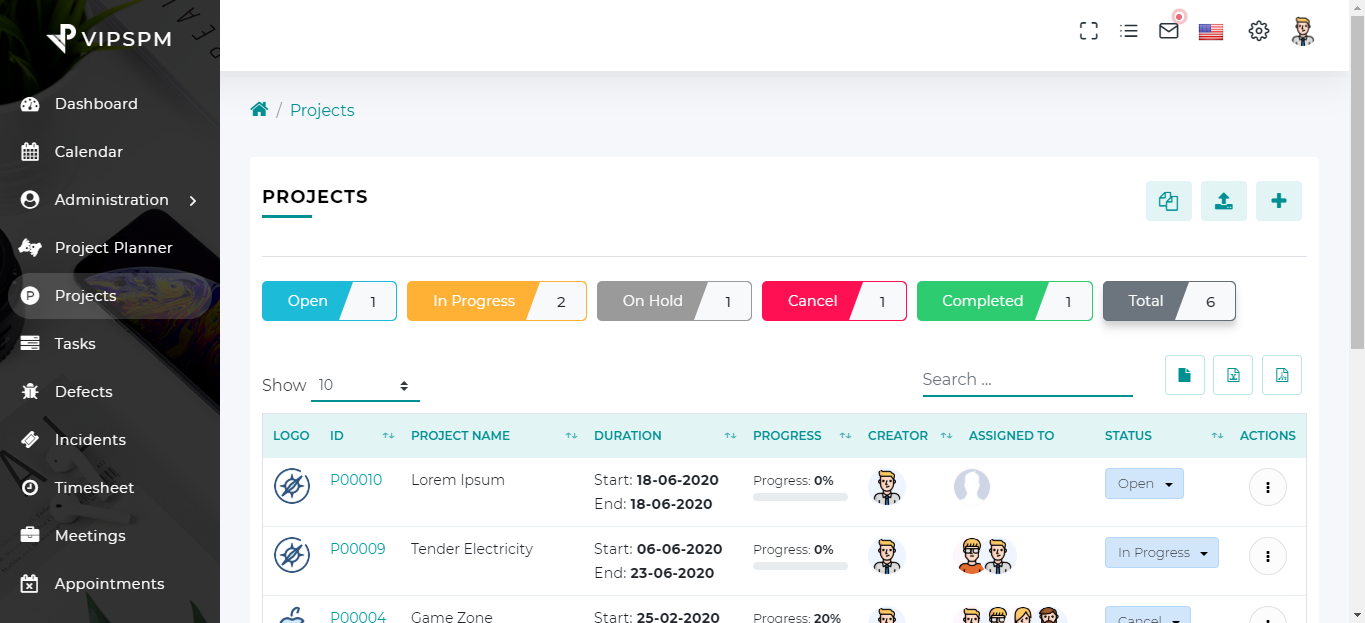 VIPSPM
Dashboard
Calendar
Administration
Project Planner
Projects
Tasks
Defects
Incidents
Timesheet
Meetings
Appointments
/ Projects
PROJECTS
Open 1
In Progress 2
On Hold 1
Cancel 1
Completed 1
Total 6
Show 10
Search ...
LOGO ID PROJECT NAME DURATION PROGRESS CREATOR ASSIGNED TO STATUS ACTIONS
P00010 Lorem Ipsum Start: 18-06-2020 Progress: 0% Open
End: 18-06-2020
P00009 Tender Electricity Start: 06-06-2020 Progress: 0% In Progress
End: 23-06-2020
P00004 Game Zone Start: 25-02-2020 Progress: 20% Cancel